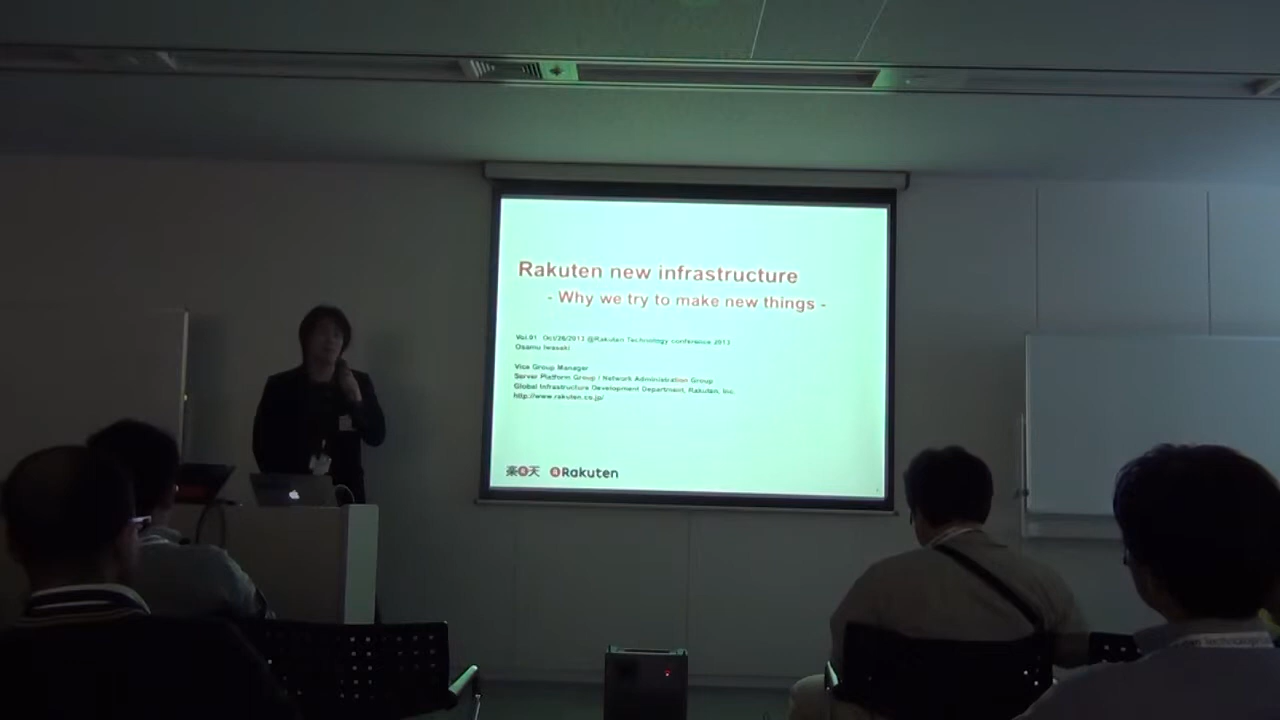 Rakuten new infrastructure
- Why we try to make new things -
Vol.01 Oct/26/2013 @Rakuten Technology conference 2013
Osamu Iwasaki
Vice Group Manager
Server Platform Group / Network Administration Group
Global Infrastructure Development Department, Rakuten, Inc.
http://www.rakuten.co.jp/
楽天 Rakuten